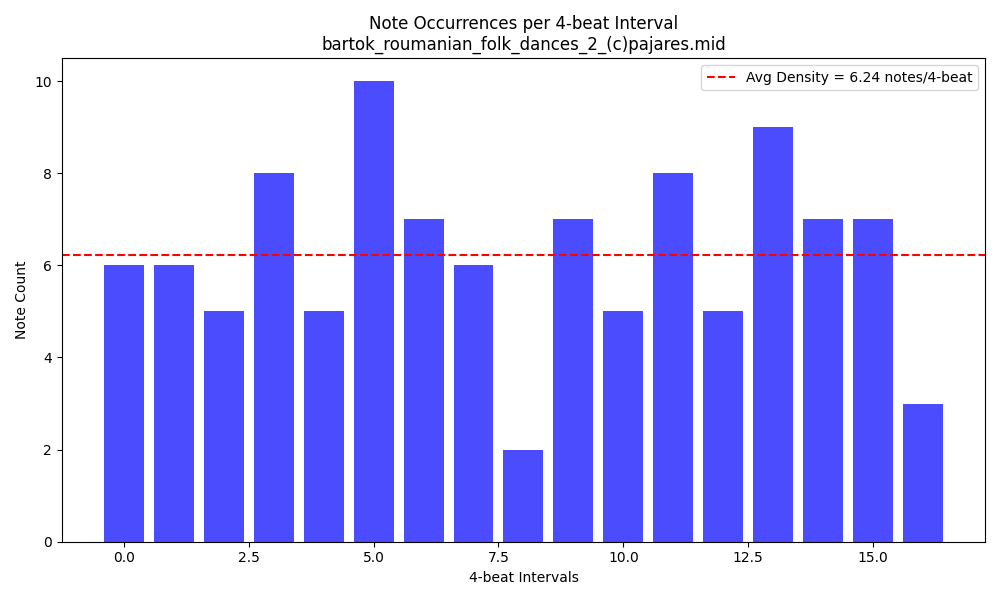 Note Occurrences per 4-beat Interval
bartok_roumanian_folk_dances_2_(c)pajares.mid
Avg Density = 6.24 notes/4-beat
Note Count
10
8
6
4
2
0
0.0 2.5 5.0 7.5 10.0 12.5 15.0
4-beat Intervals